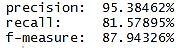 precision: 95.38462%
recall: 81.57895%
f-measure: 87.94326%